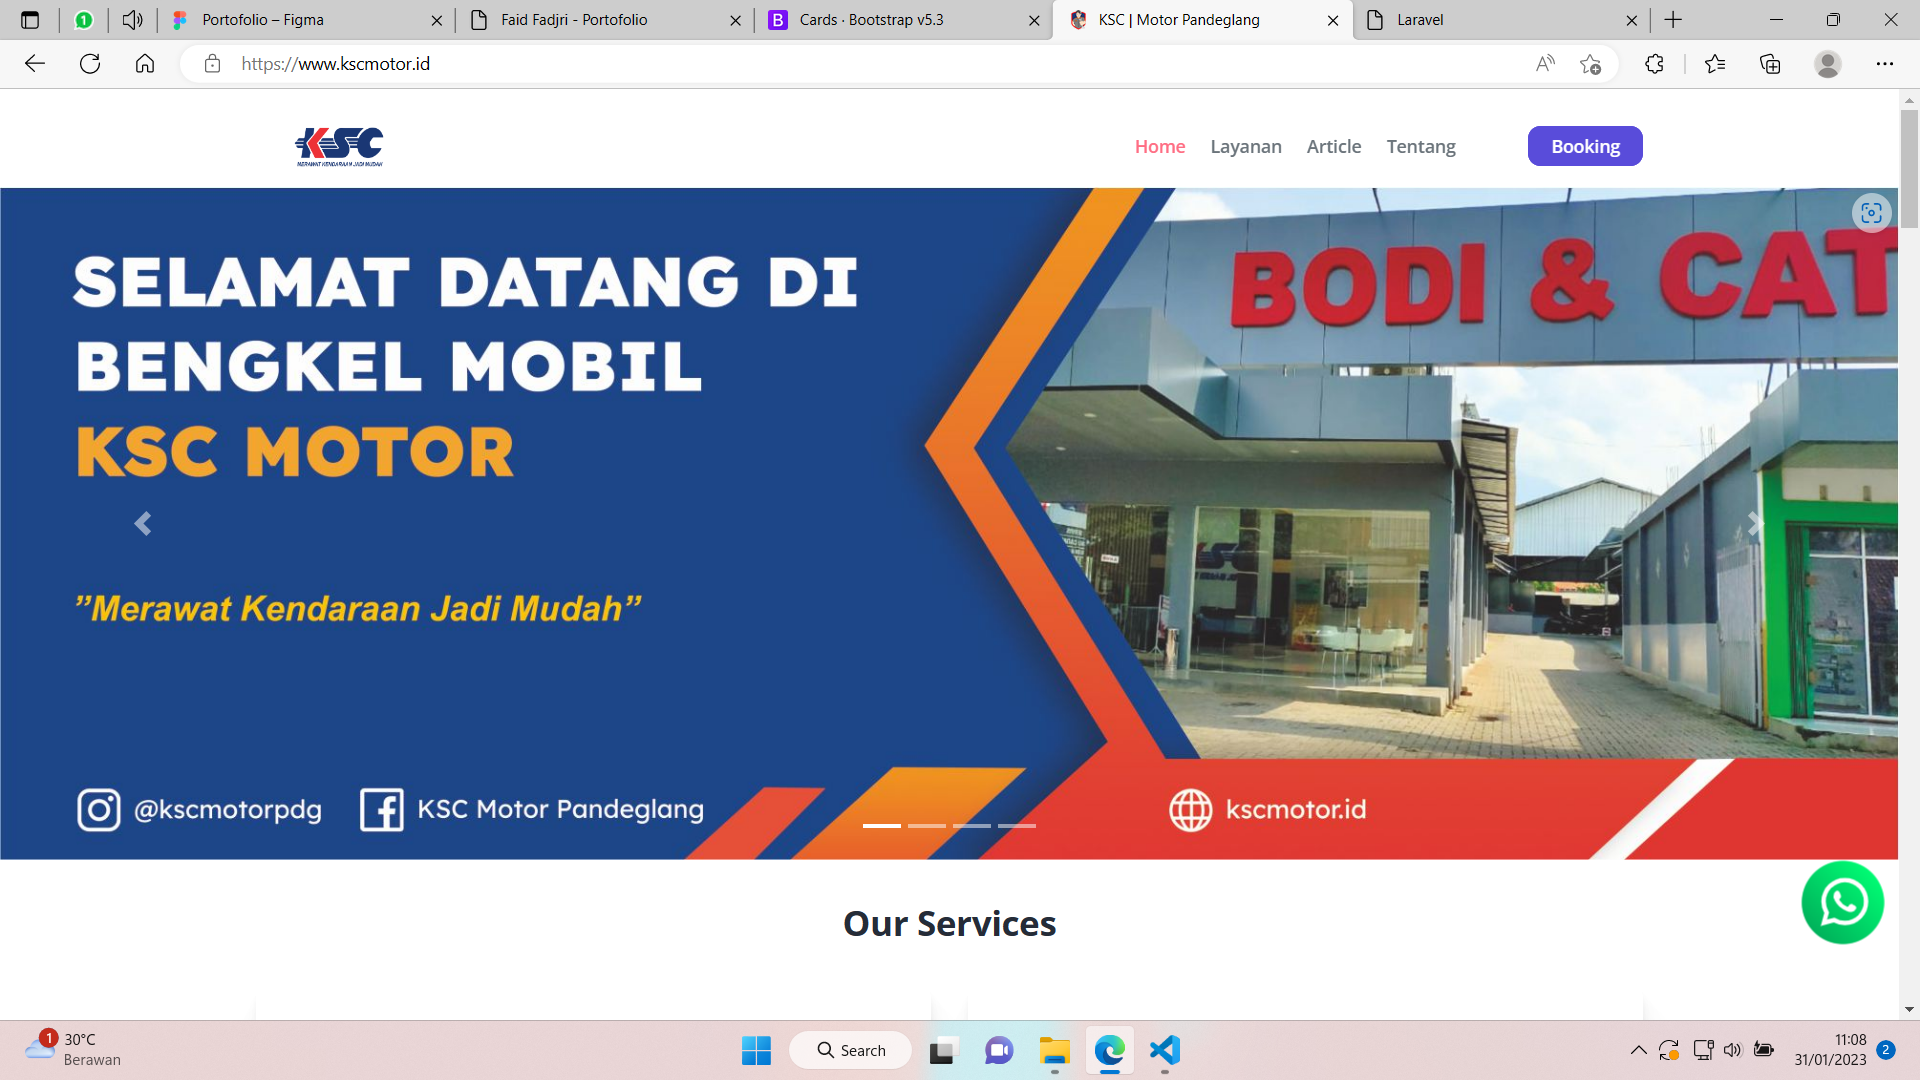 Portofolio – Figma
Faid Fadjri - Portofolio
Cards · Bootstrap v5.3
KSC | Motor Pandeglang
Laravel
https://www.kscmotor.id
KSC
MERAWAT KENDARAAN JADI MUDAH
Home
Layanan
Article
Tentang
Booking
SELAMAT DATANG DI
BENGKEL MOBIL
KSC MOTOR
”Merawat Kendaraan Jadi Mudah”
BODI & CAT
@kscmotorpdg
KSC Motor Pandeglang
kscmotor.id
Our Services
1
30°C
Berawan
Search
11:08
31/01/2023
2